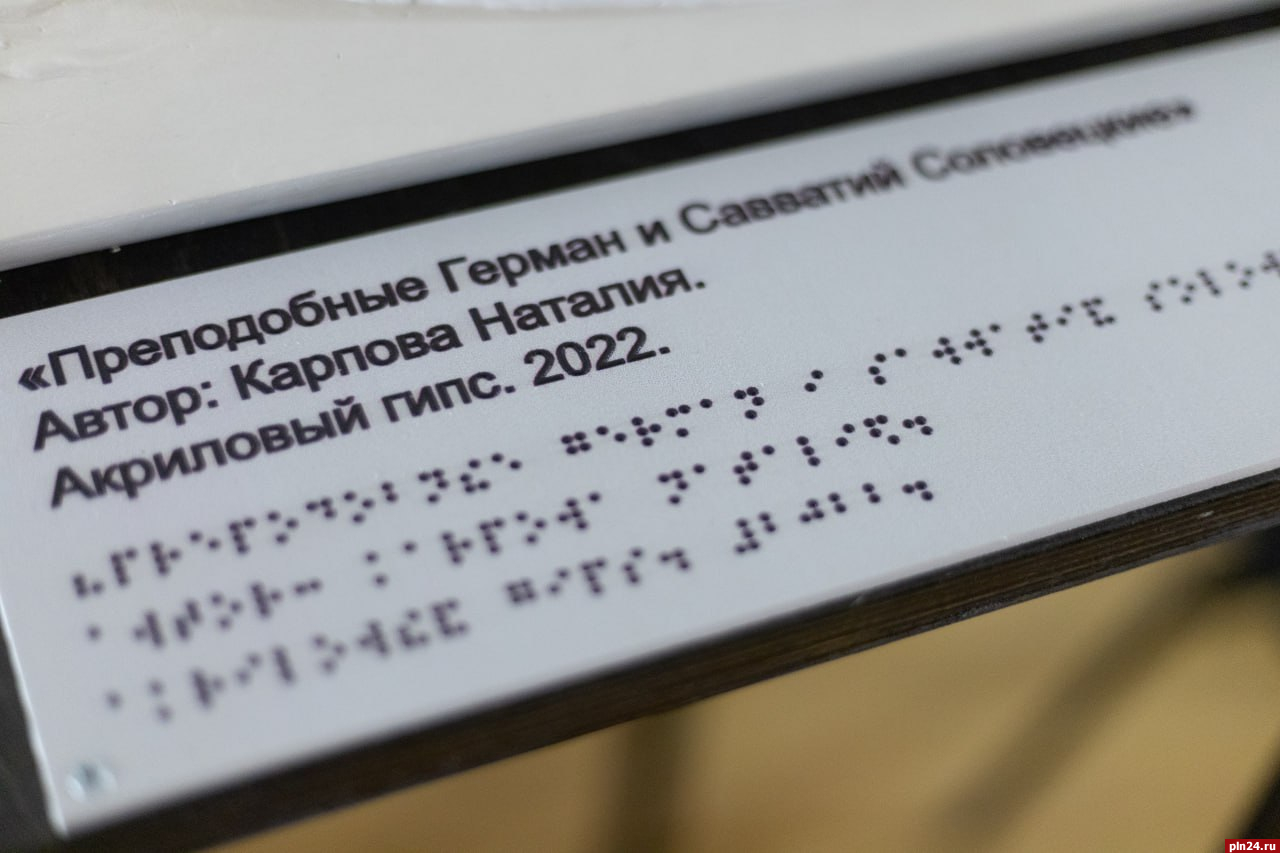 «Преподобные Герман и Савватий Соловецкие»
Автор: Карпова Наталия.
Акриловый гипс. 2022.
pln24.ru